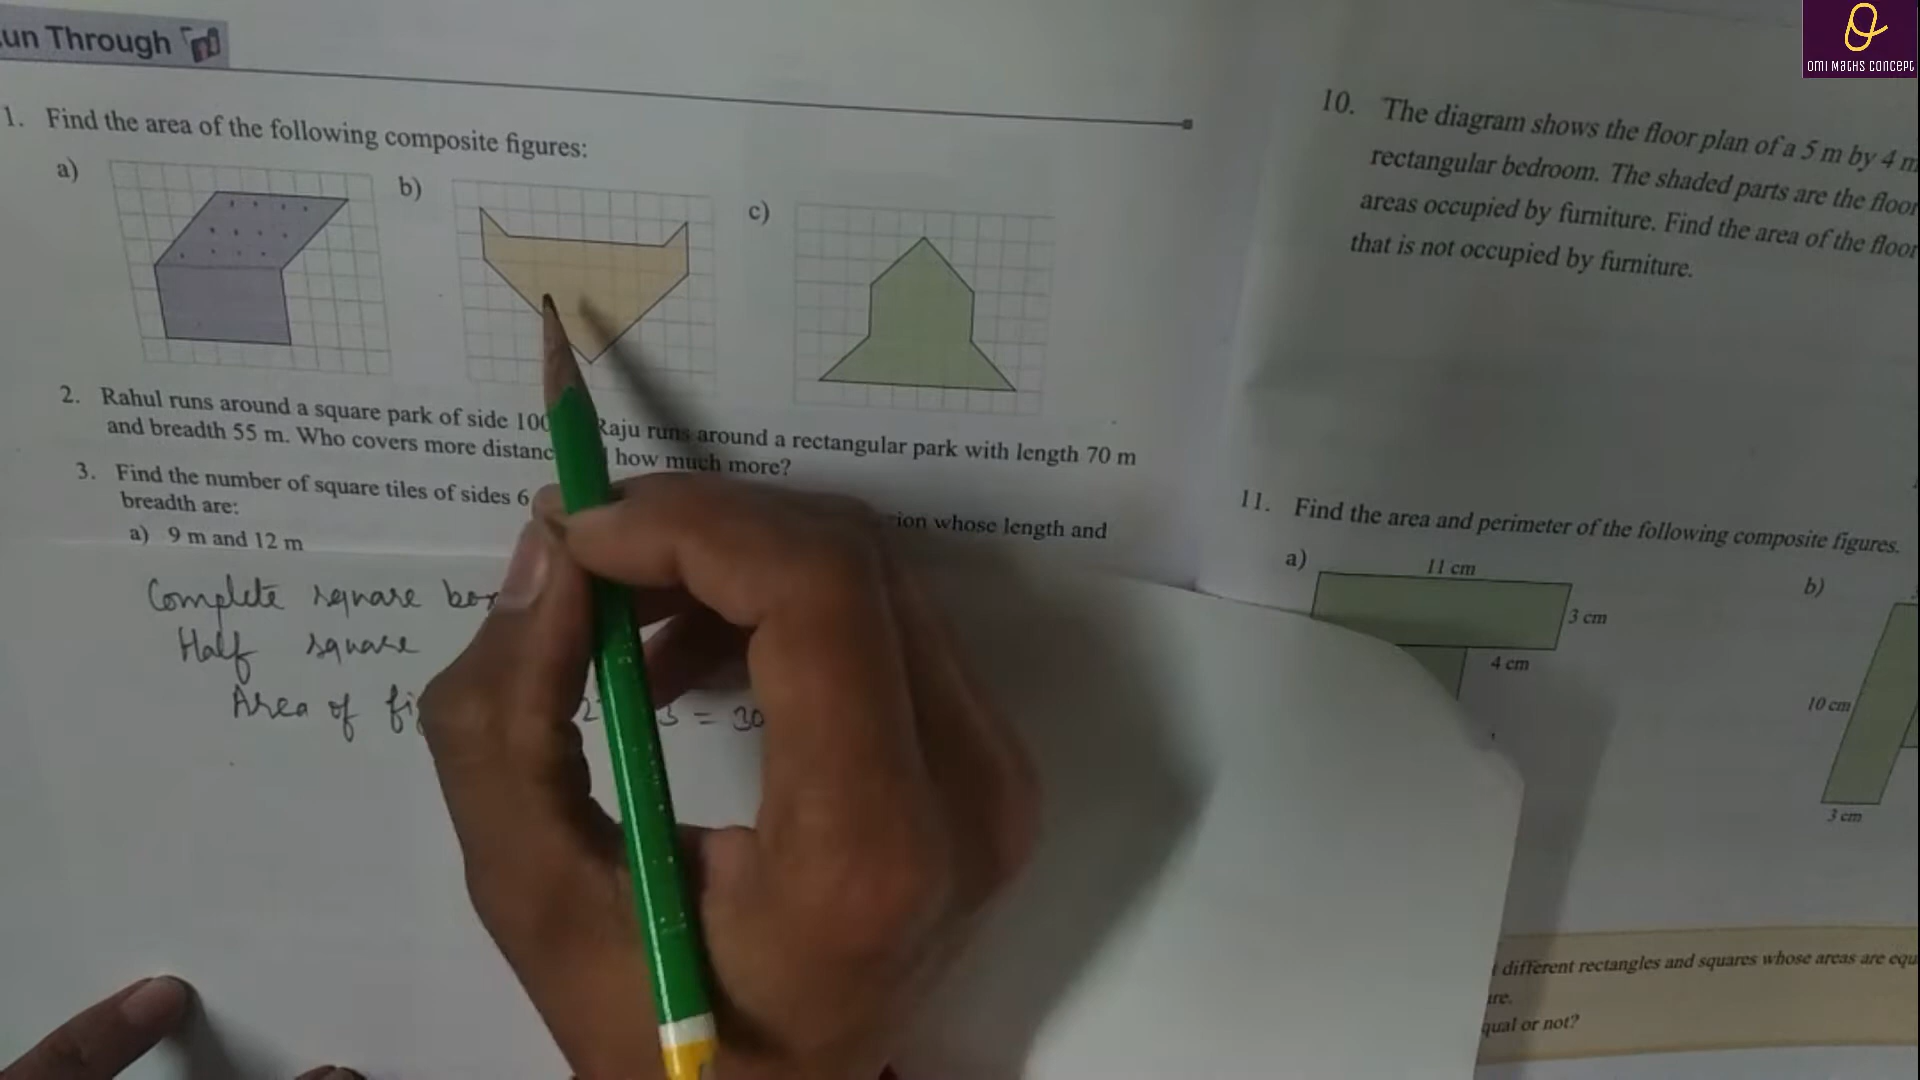 un Through
OMI MATHS CONCEPT
1. Find the area of the following composite figures:
a)
b)
c)
2. Rahul runs around a square park of side 100 Raju runs around a rectangular park with length 70 m
and breadth 55 m. Who covers more distanc how much more?
3. Find the number of square tiles of sides 6 ion whose length and
breadth are:
a) 9 m and 12 m
Complete square box
Half square
Area of fi 3 = 30
10. The diagram shows the floor plan of a 5 m by 4 m
rectangular bedroom. The shaded parts are the floor
areas occupied by furniture. Find the area of the floor
that is not occupied by furniture.
11. Find the area and perimeter of the following composite figures.
a)
11 cm
3 cm
4 cm
b)
10 cm
3 cm
different rectangles and squares whose areas are equ
ure.
qual or not?